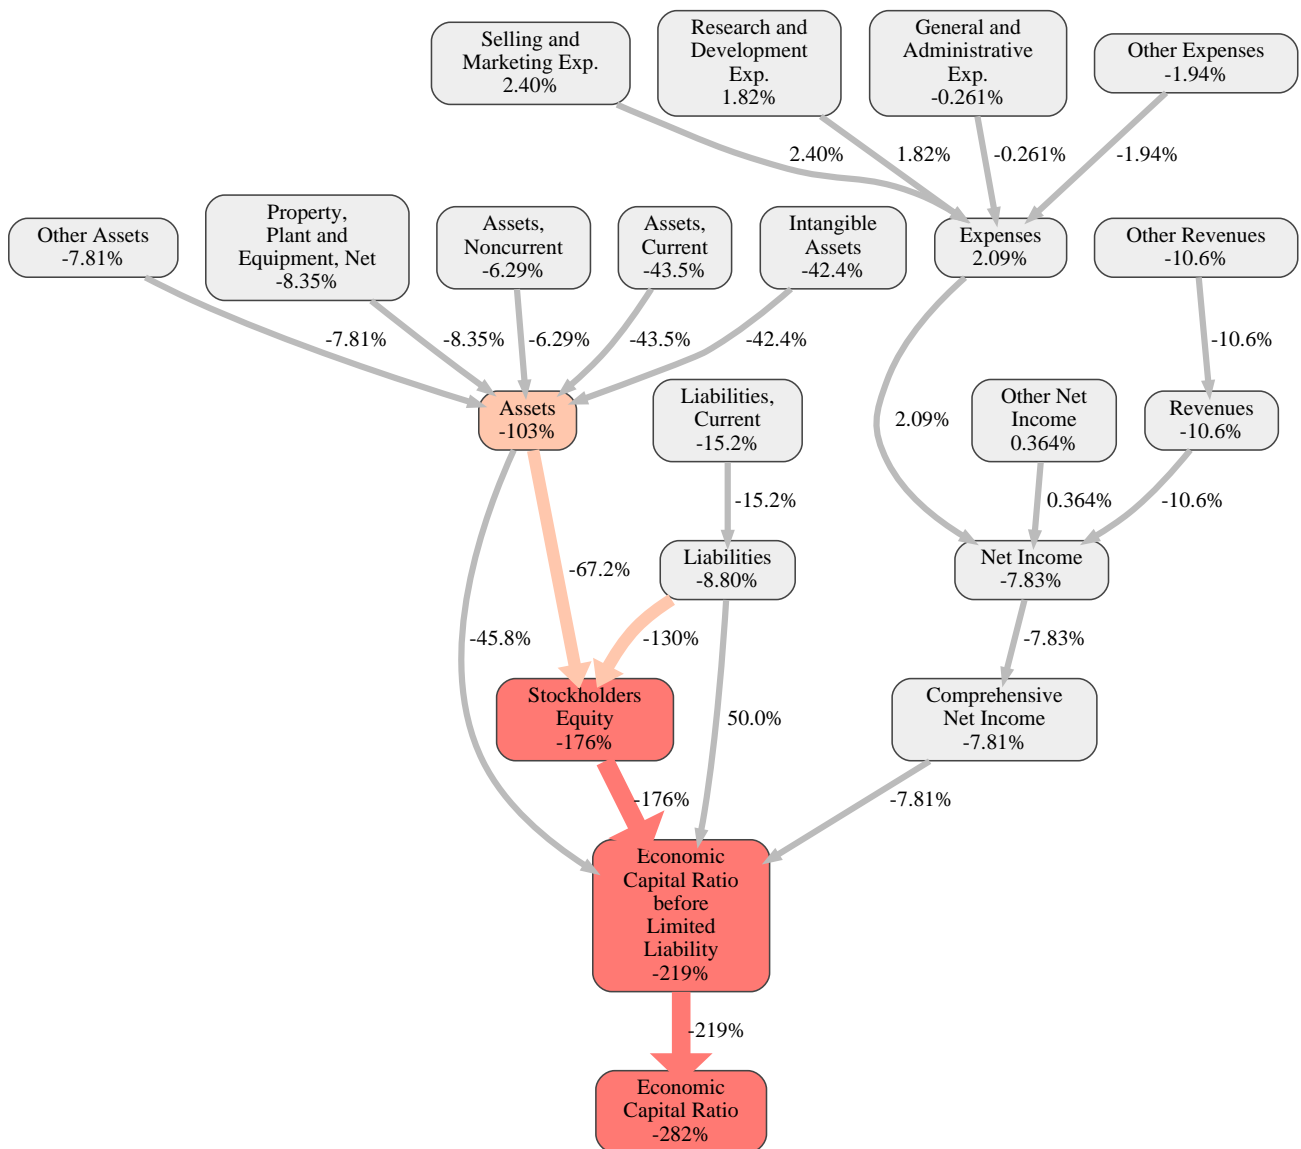 Selling and
Marketing Exp.
2.40%
Research and
Development
Exp.
1.82%
General and
Administrative
Exp.
-0.261%
Other Expenses
-1.94%
2.40%
1.82%
-0.261%
-1.94%
Other Assets
-7.81%
Property,
Plant and
Equipment, Net
-8.35%
Assets,
Noncurrent
-6.29%
Assets,
Current
-43.5%
Intangible
Assets
-42.4%
Expenses
2.09%
Other Revenues
-10.6%
-7.81%
-8.35%
-6.29%
-43.5%
-42.4%
-10.6%
Assets
-103%
Liabilities,
Current
-15.2%
2.09%
Other Net
Income
0.364%
Revenues
-10.6%
-15.2%
0.364%
-10.6%
-67.2%
Liabilities
-8.80%
Net Income
-7.83%
-45.8%
-130%
-7.83%
Stockholders
Equity
-176%
50.0%
Comprehensive
Net Income
-7.81%
-176%
-7.81%
Economic
Capital Ratio
before
Limited
Liability
-219%
-219%
Economic
Capital Ratio
-282%